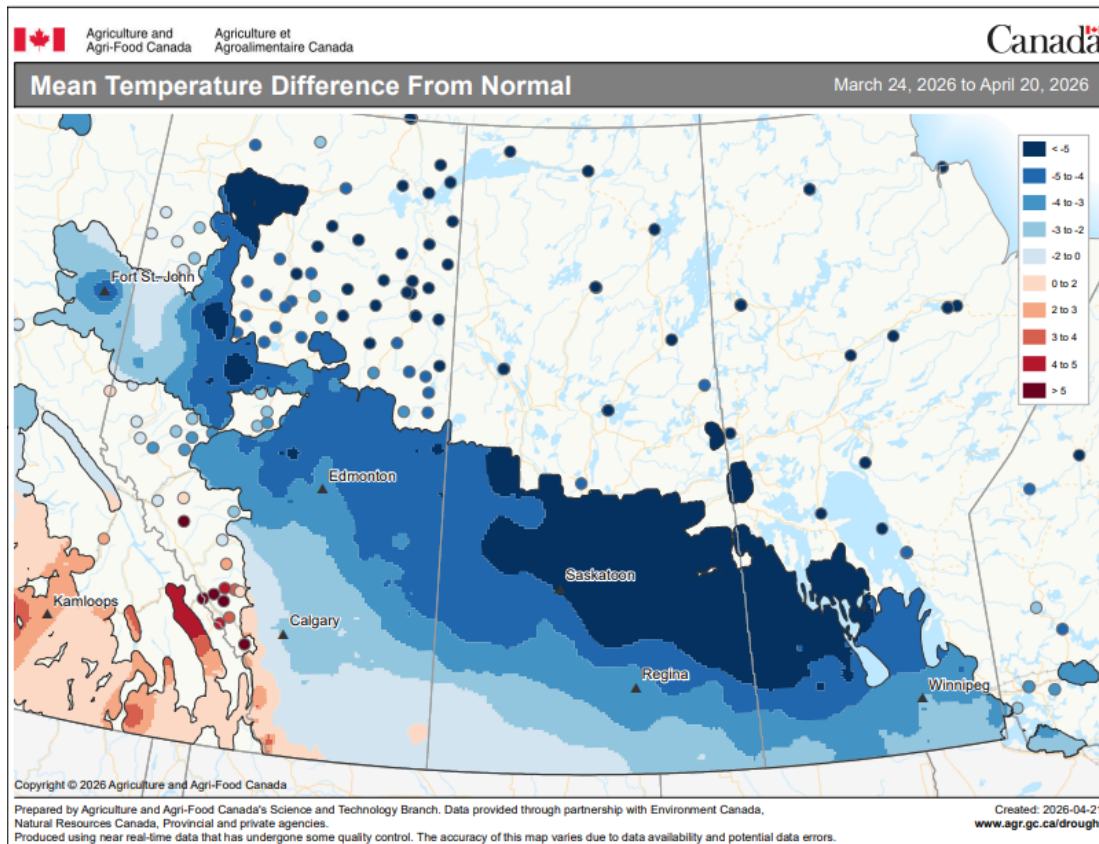 Agriculture and
Agri-Food Canada
Agriculture et
Agroalimentaire Canada
Canada
Mean Temperature Difference From Normal
March 24, 2026 to April 20, 2026
< -5
-5 to -4
-4 to -3
-3 to -2
-2 to 0
0 to 2
2 to 3
3 to 4
4 to 5
> 5
Fort St. John
Edmonton
Saskatoon
Kamloops
Calgary
Regina
Winnipeg
Copyright © 2026 Agriculture and Agri-Food Canada
Prepared by Agriculture and Agri-Food Canada's Science and Technology Branch. Data provided through partnership with Environment Canada,
Natural Resources Canada, Provincial and private agencies.
Produced using near real-time data that has undergone some quality control. The accuracy of this map varies due to data availability and potential data errors.
Created: 2026-04-21
www.agr.gc.ca/drough